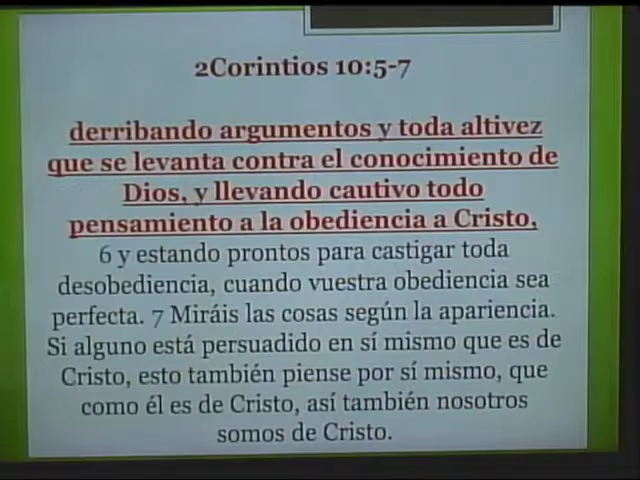 2Corintios 10:5-7
derribando argumentos y toda altivez
que se levanta contra el conocimiento de
Dios, y llevando cautivo todo
pensamiento a la obediencia a Cristo,
6 y estando prontos para castigar toda
desobediencia, cuando vuestra obediencia sea
perfecta. 7 Miráis las cosas según la apariencia.
Si alguno está persuadido en sí mismo que es de
Cristo, esto también piense por sí mismo, que
como él es de Cristo, así también nosotros
somos de Cristo.